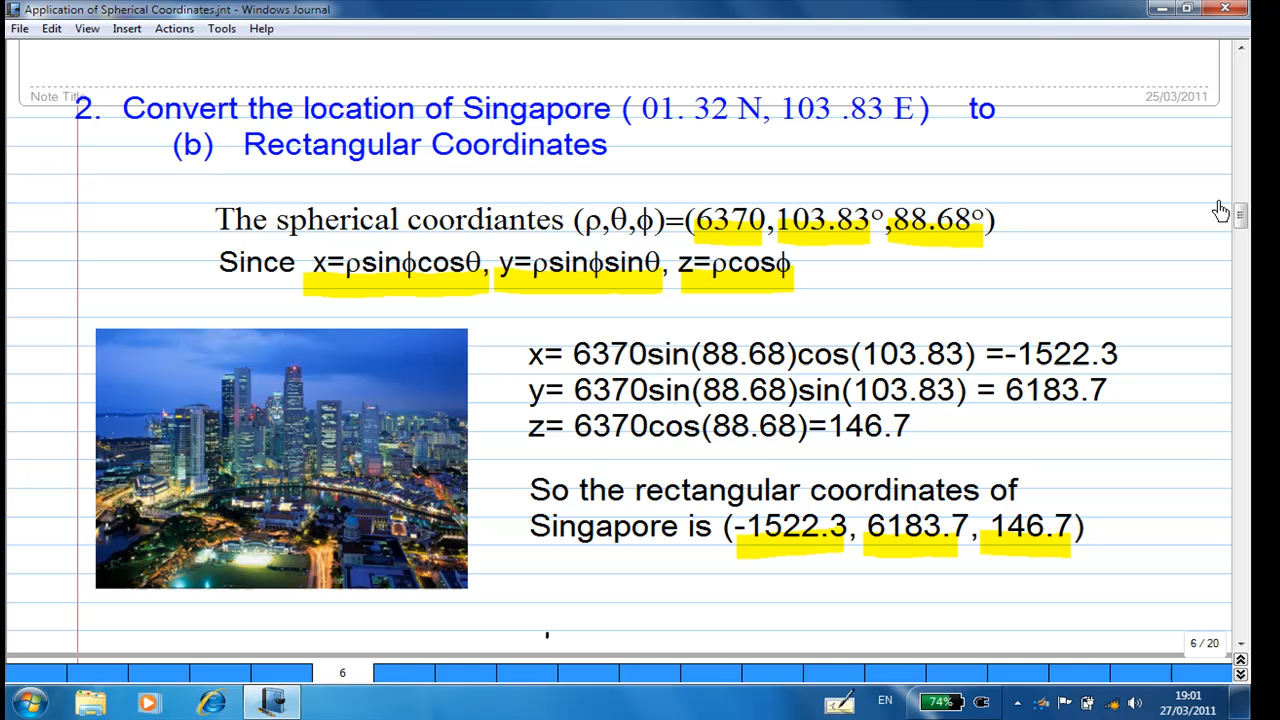 Application of Spherical Coordinates.jnt - Windows Journal
File Edit View Insert Actions Tools Help
Note Title
25/03/2011
2. Convert the location of Singapore ( 01. 32 N, 103 .83 E ) to
(b) Rectangular Coordinates
The spherical coordiantes (ρ,θ,ϕ)=(6370,103.83°,88.68°)
Since x=ρsinϕcosθ, y=ρsinϕsinθ, z=ρcosϕ
x= 6370sin(88.68)cos(103.83) =-1522.3
y= 6370sin(88.68)sin(103.83) = 6183.7
z= 6370cos(88.68)=146.7
So the rectangular coordinates of
Singapore is (-1522.3, 6183.7, 146.7)
6 / 20
6
EN
74%
19:01
27/03/2011